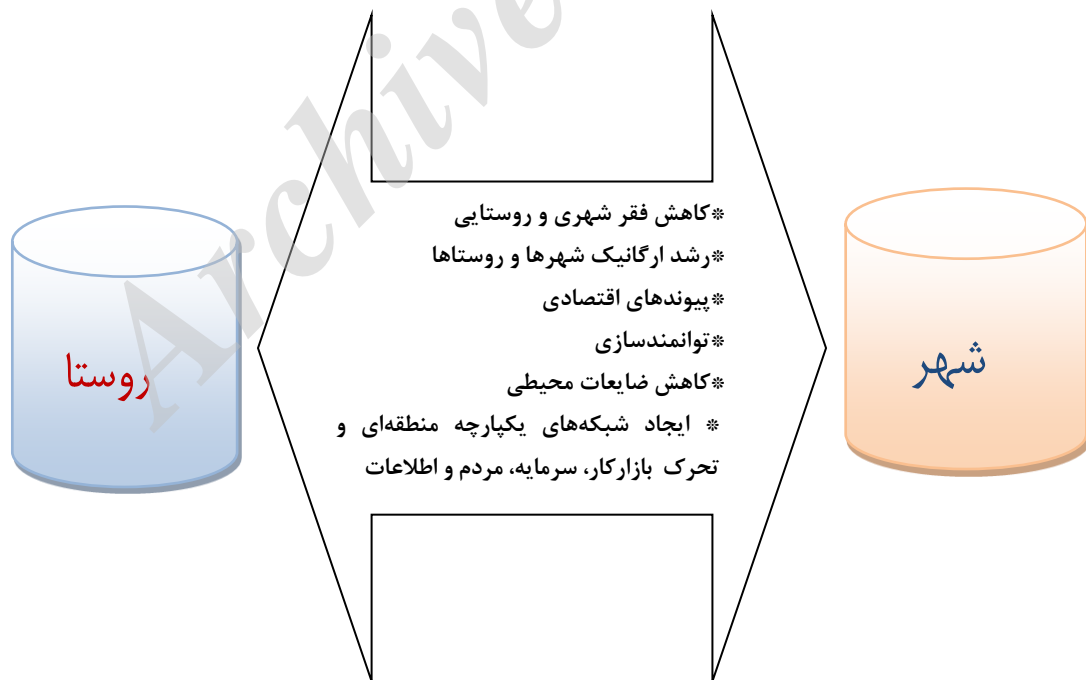 Archive
*کاهش فقر شهری و روستایی
*رشد ارگانیک شهرها و روستاها
*پیوندهای اقتصادی
*توانمندسازی
*کاهش ضایعات محیطی
* ایجاد شبکه‌های یکپارچه منطقه‌ای و
تحرک بازارکار، سرمایه، مردم و اطلاعات
شهر
روستا